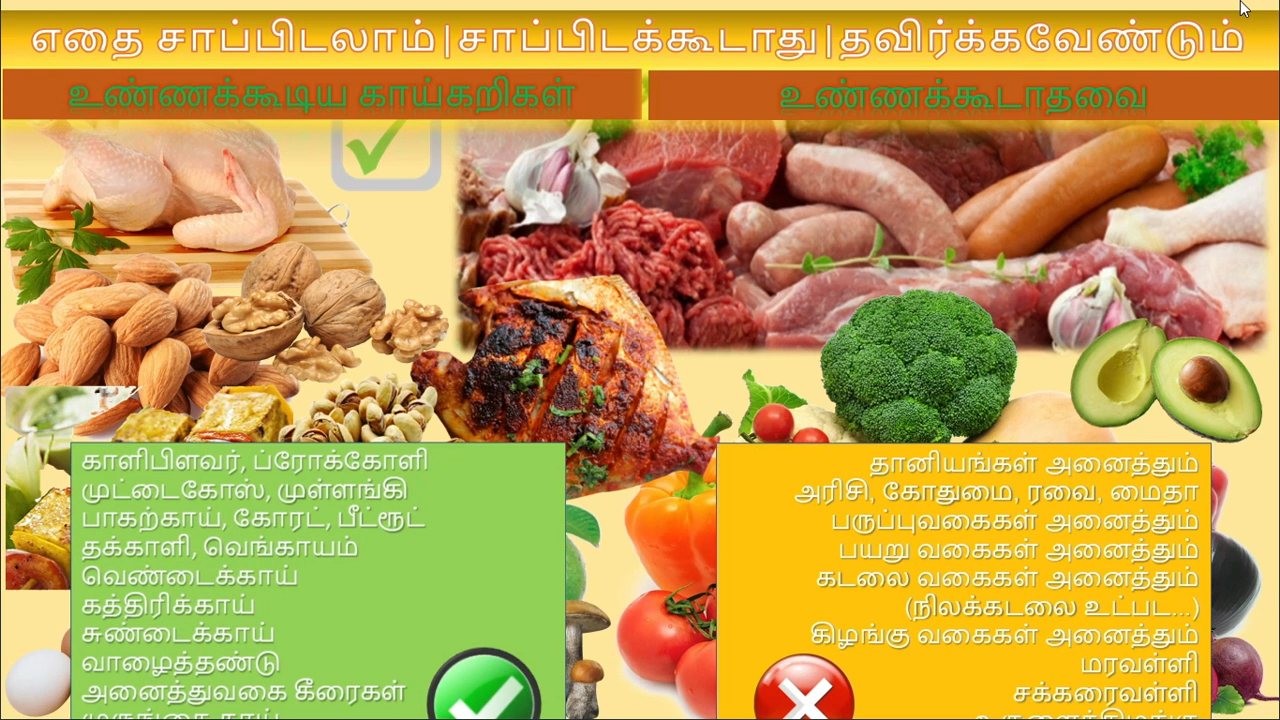 எதை சாப்பிடலாம்|சாப்பிடக்கூடாது|தவிர்க்கவேண்டும்
உண்ணக்கூடிய காய்கறிகள்
உண்ணக்கூடாதவை
காளிபிளவர், ப்ரோக்கோளி
முட்டைகோஸ், முள்ளங்கி
பாகற்காய், கோரட், பீட்ரூட்
தக்காளி, வெங்காயம்
வெண்டைக்காய்
கத்திரிக்காய்
சுண்டைக்காய்
வாழைத்தண்டு
அனைத்துவகை கீரைகள்
தானியங்கள் அனைத்தும்
அரிசி, கோதுமை, ரவை, மைதா
பருப்புவகைகள் அனைத்தும்
பயறு வகைகள் அனைத்தும்
கடலை வகைகள் அனைத்தும்
(நிலக்கடலை உட்பட...)
கிழங்கு வகைகள் அனைத்தும்
மரவள்ளி
சக்கரைவள்ளி